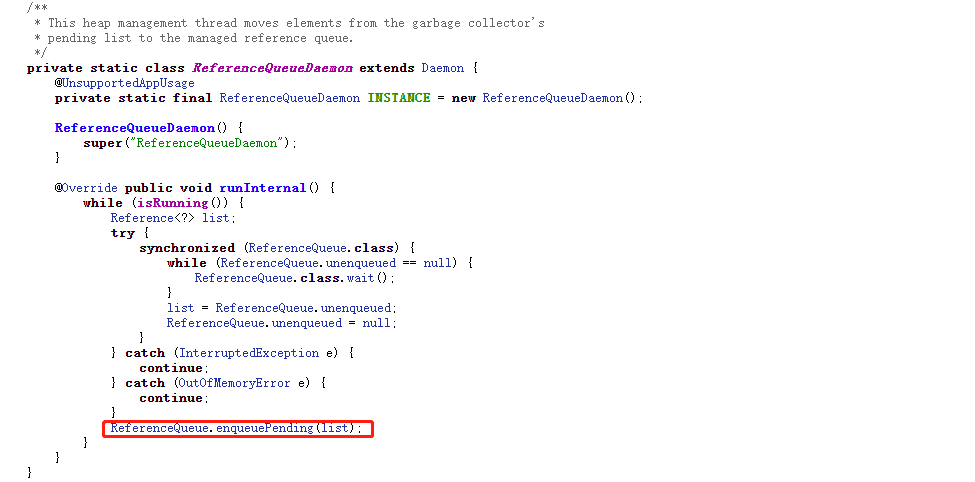 /**
 * This heap management thread moves elements from the garbage collector's
 * pending list to the managed reference queue.
 */
private static class ReferenceQueueDaemon extends Daemon {
    @UnsupportedAppUsage
    private static final ReferenceQueueDaemon INSTANCE = new ReferenceQueueDaemon();

    ReferenceQueueDaemon() {
        super("ReferenceQueueDaemon");
    }

    @Override public void runInternal() {
        while (isRunning()) {
            Reference<?> list;
            try {
                synchronized (ReferenceQueue.class) {
                    while (ReferenceQueue.unenqueued == null) {
                        ReferenceQueue.class.wait();
                    }
                    list = ReferenceQueue.unenqueued;
                    ReferenceQueue.unenqueued = null;
                }
            } catch (InterruptedException e) {
                continue;
            } catch (OutOfMemoryError e) {
                continue;
            }
            ReferenceQueue.enqueuePending(list);
        }
    }
}